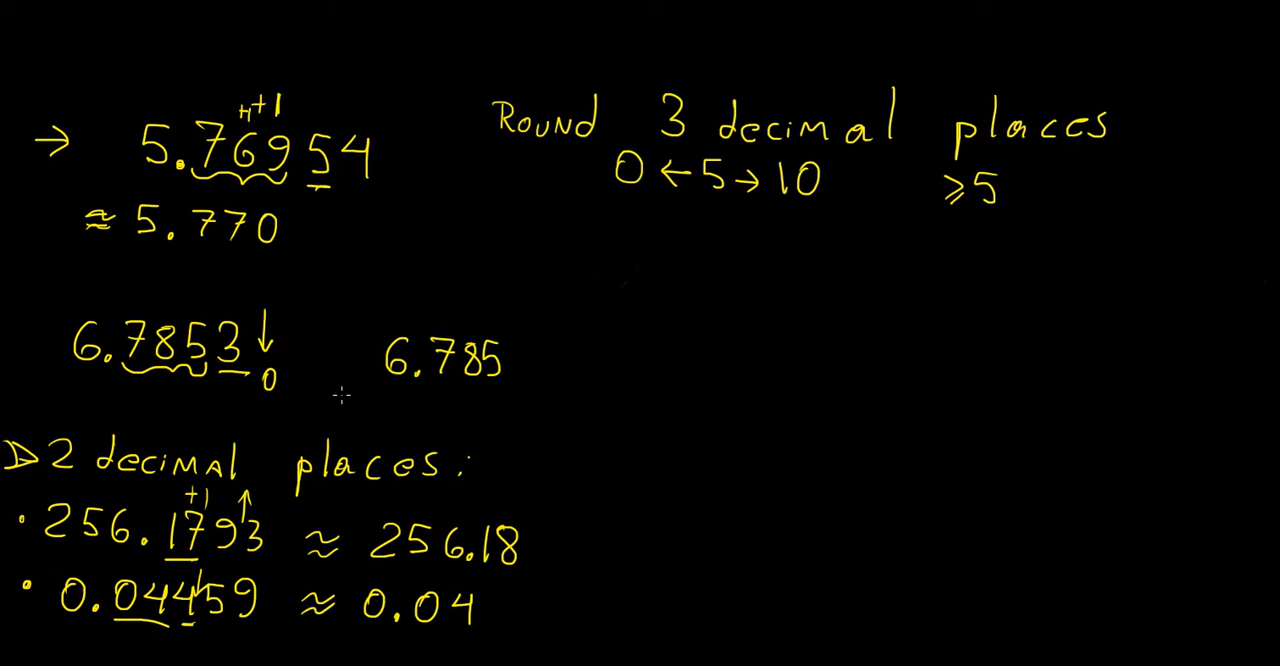 +1 +1
→ 5.76954
≈ 5.770
Round 3 decimal places
0 ← 5 → 10 ≥5
6.7853 ↓ 0
6.785
2 decimal places:
+1 ↑
• 256.1793 ≈ 256.18
• 0.04459 ≈ 0.04